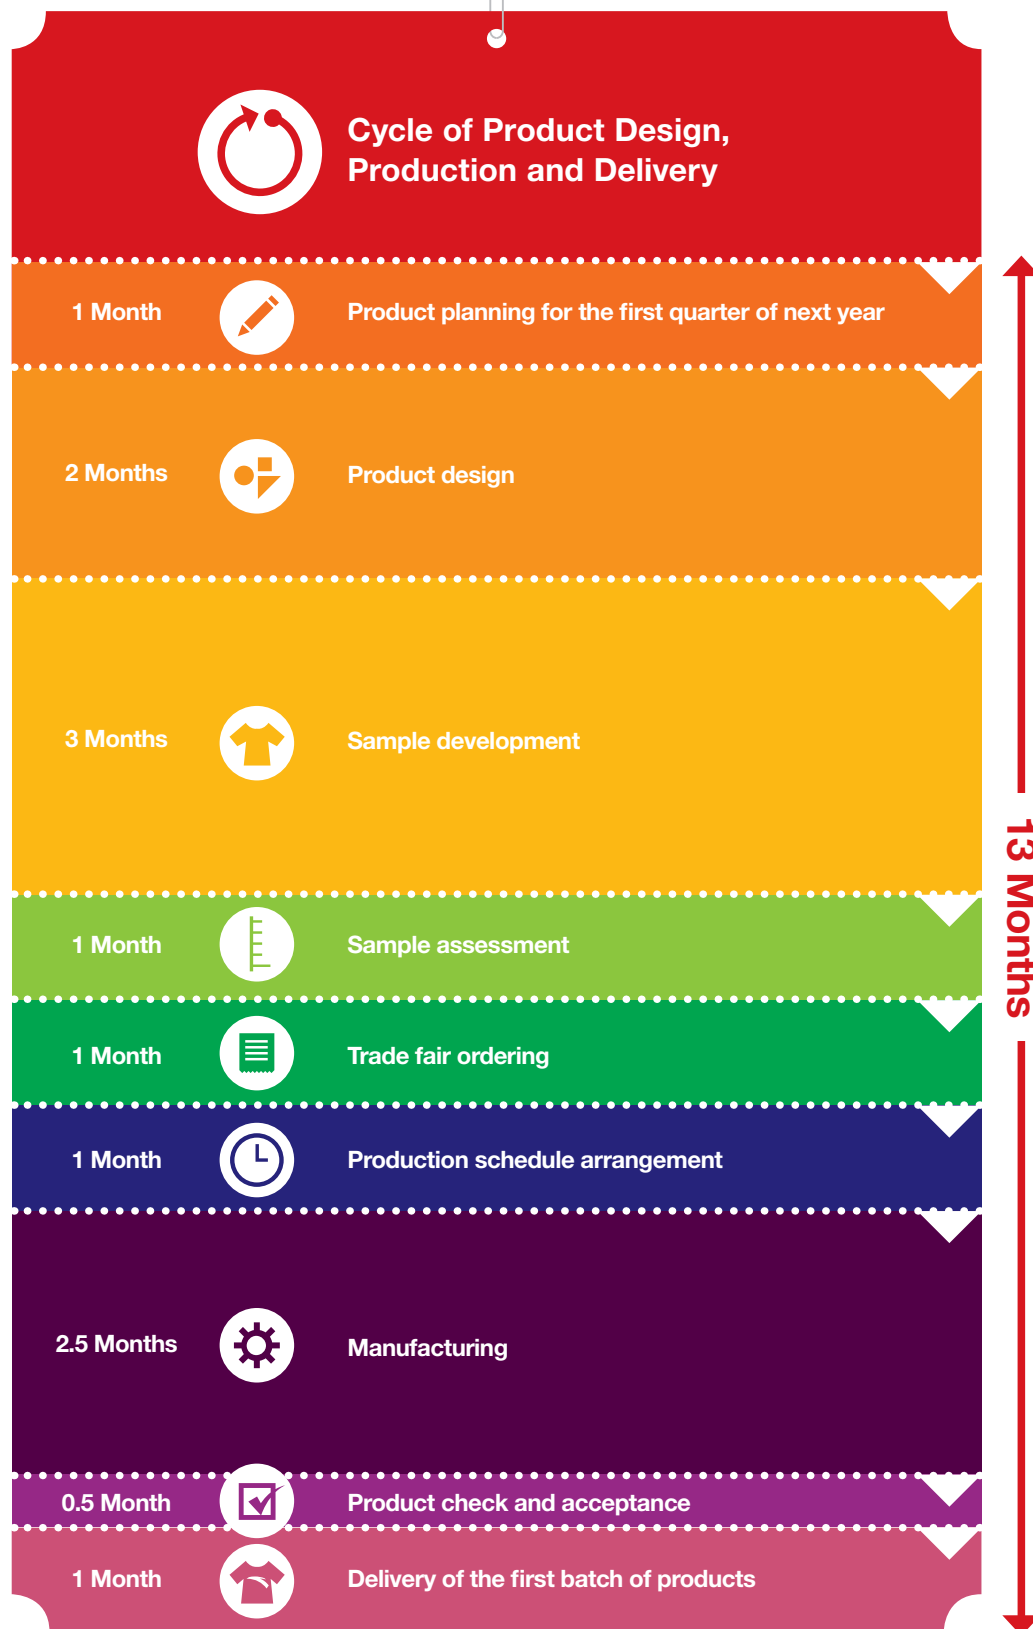 Cycle of Product Design,
Production and Delivery
1 Month
Product planning for the first quarter of next year
2 Months
Product design
3 Months
Sample development
1 Month
Sample assessment
1 Month
Trade fair ordering
1 Month
Production schedule arrangement
2.5 Months
Manufacturing
0.5 Month
Product check and acceptance
1 Month
Delivery of the first batch of products
13 Months